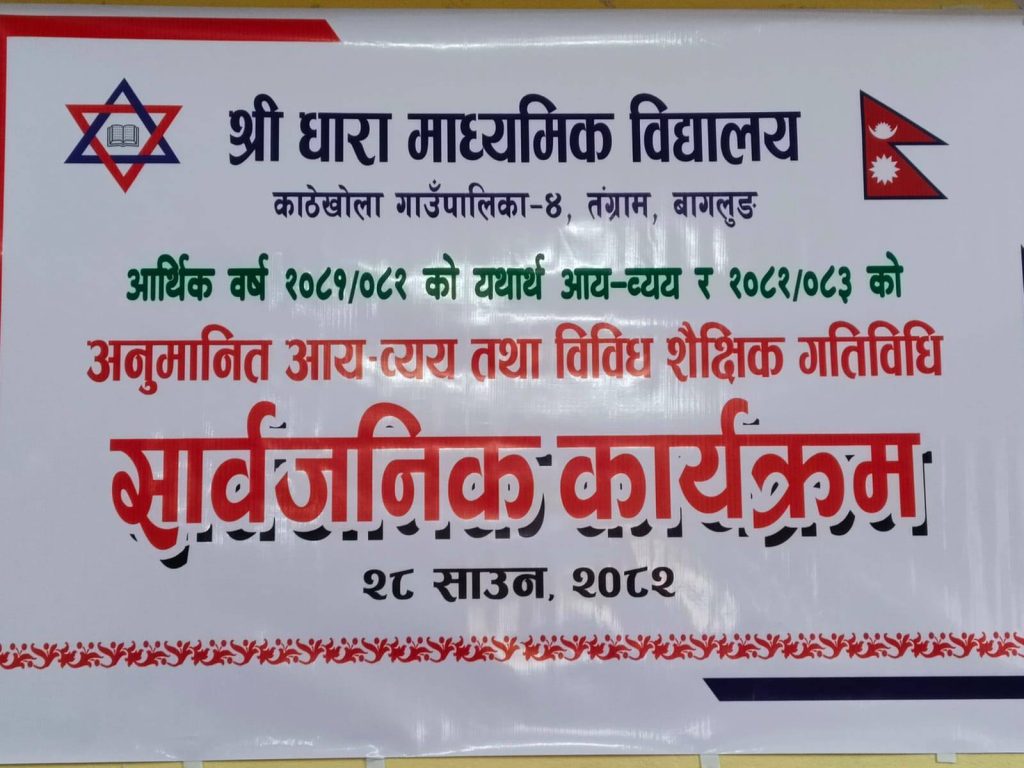 श्री धारा माध्यमिक विद्यालय
काठेखोला गाउँपालिका-४, तंग्राम, बागलुङ
आर्थिक वर्ष २०८१/०८२ को यथार्थ आय-व्यय र २०८२/०८३ को
अनुमानित आय-व्यय तथा विविध शैक्षिक गतिविधि
सार्वजनिक कार्यक्रम
२८ साउन, २०८२